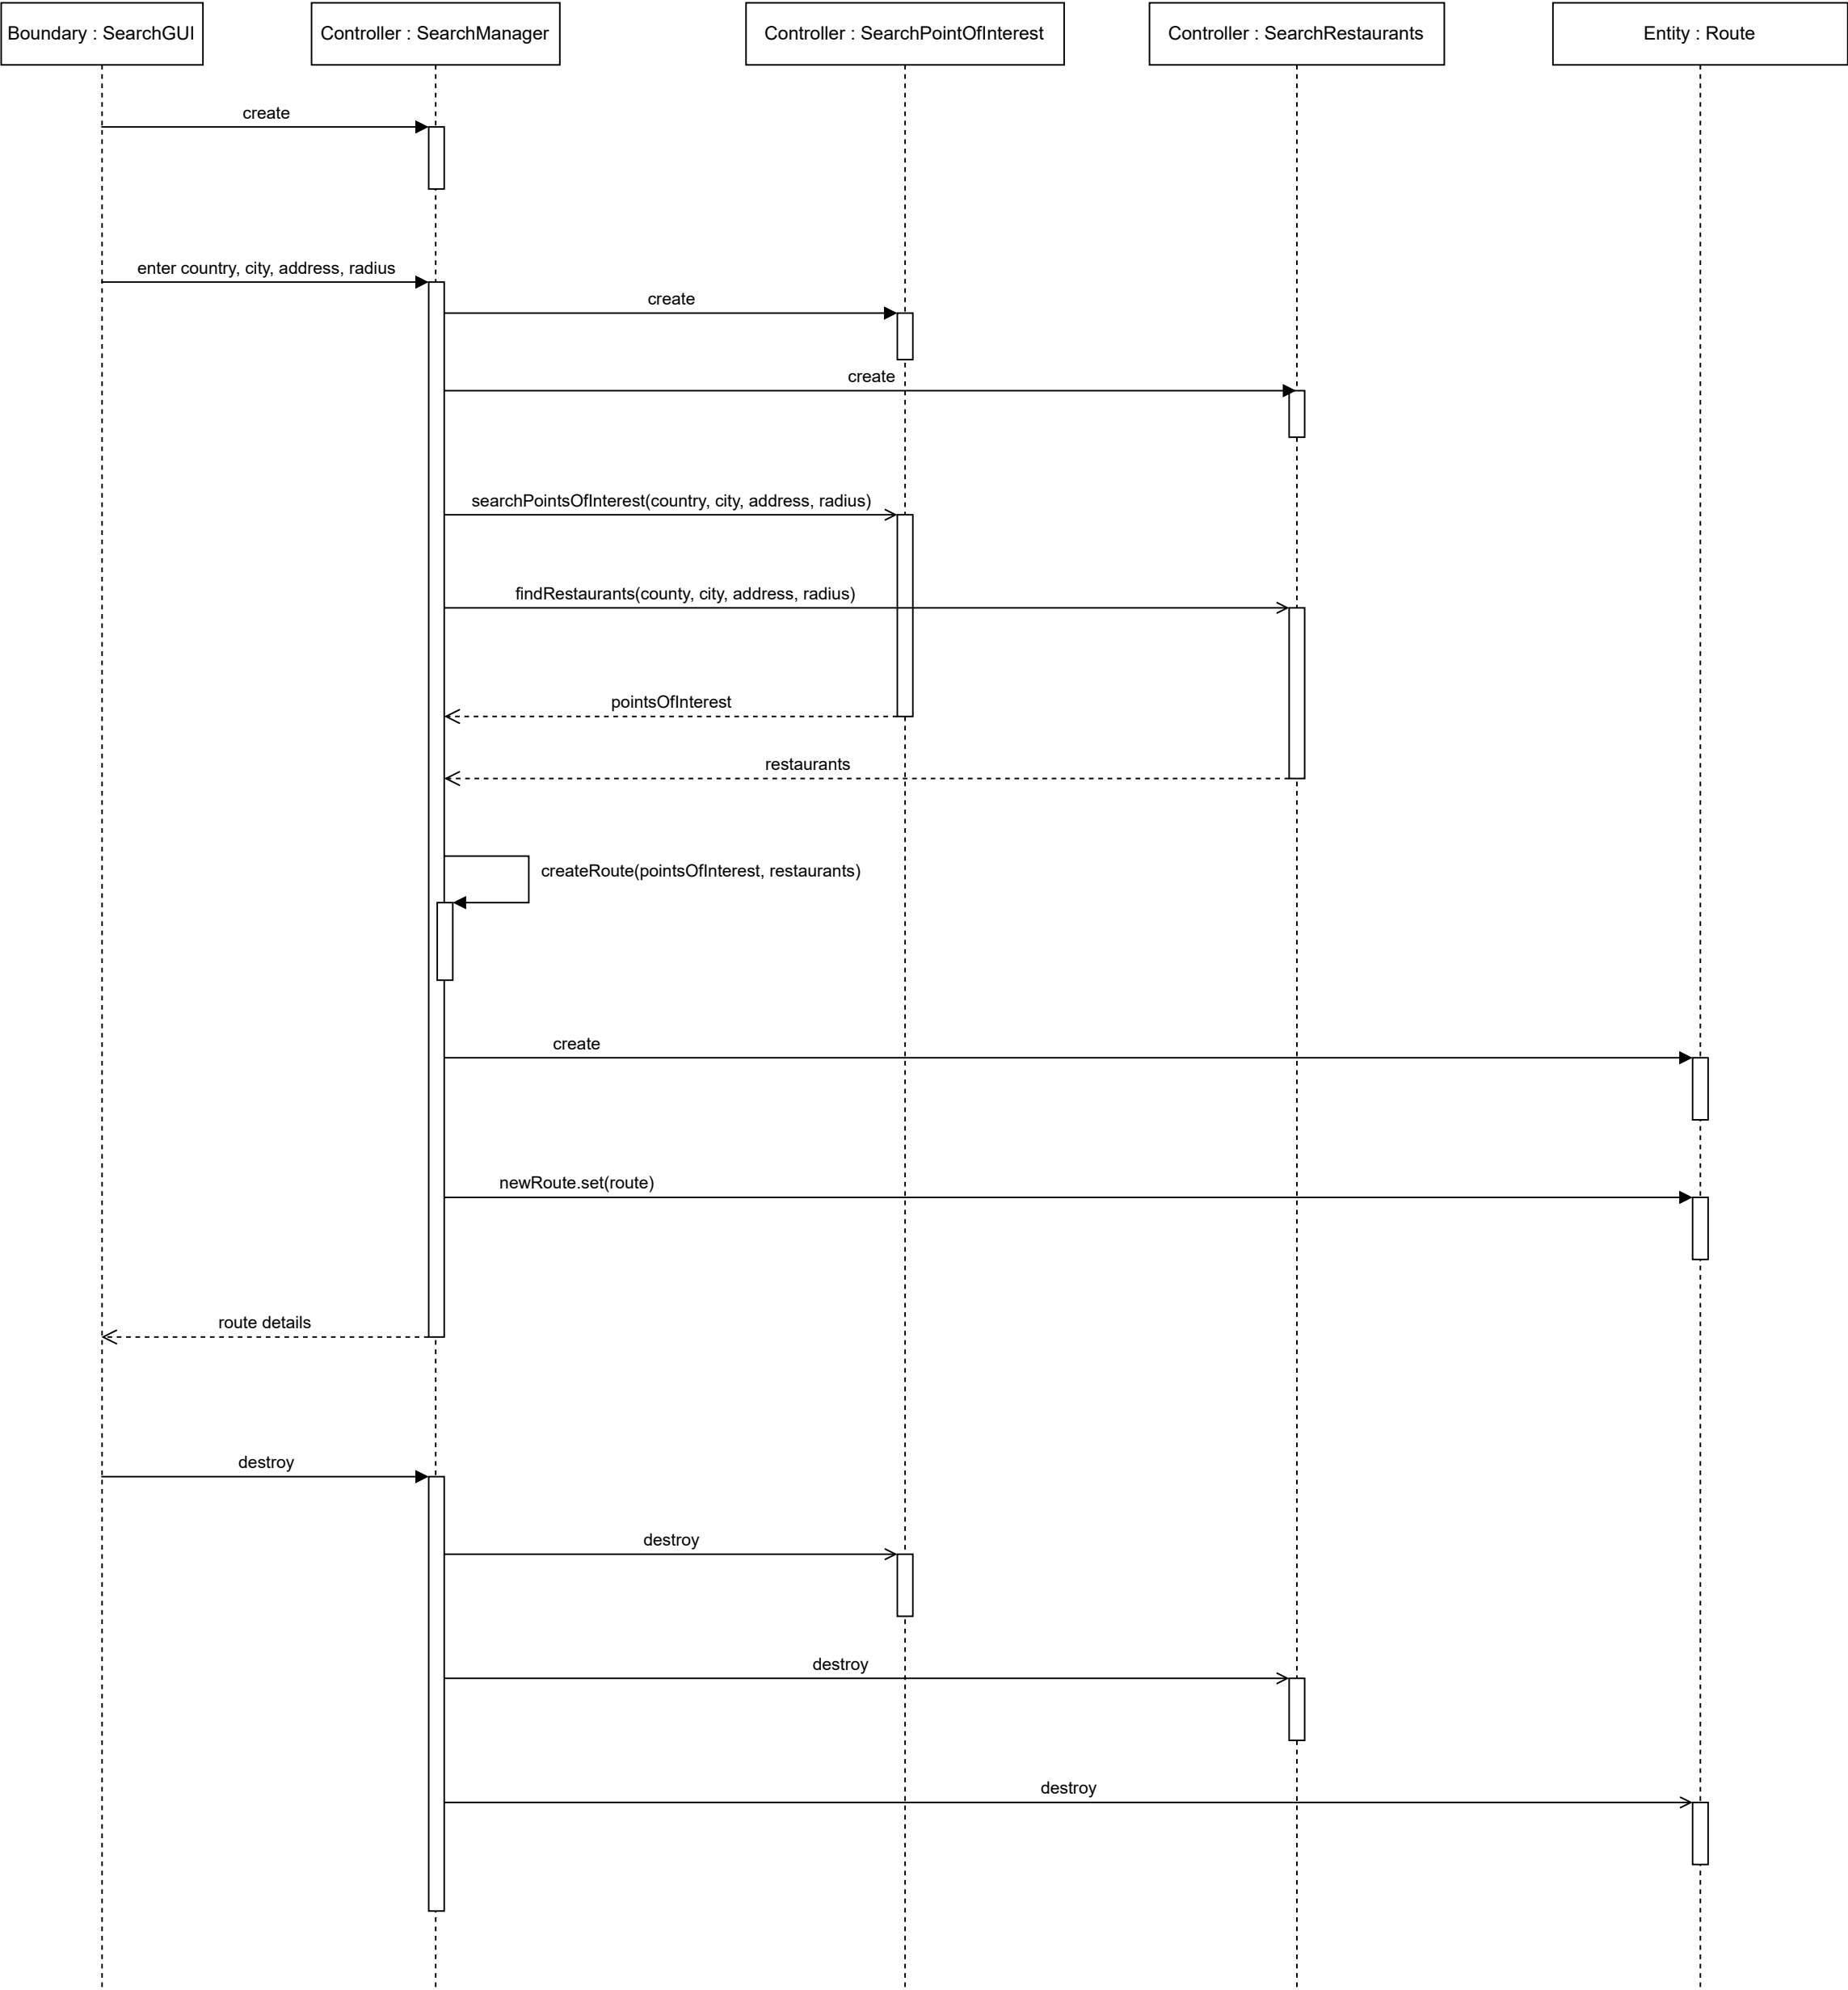 Boundary : SearchGUI
Controller : SearchManager
Controller : SearchPointOfInterest
Controller : SearchRestaurants
Entity : Route
create
enter country, city, address, radius
create
create
searchPointsOfInterest(country, city, address, radius)
findRestaurants(county, city, address, radius)
pointsOfInterest
restaurants
createRoute(pointsOfInterest, restaurants)
create
newRoute.set(route)
route details
destroy
destroy
destroy
destroy